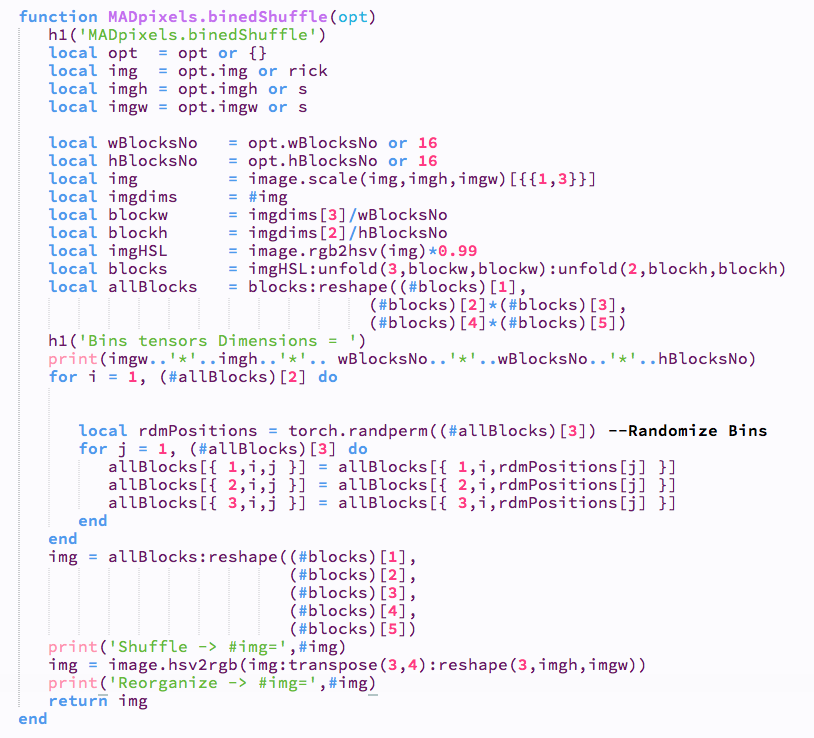 function MADpixels.binedShuffle(opt)
   h1('MADpixels.binedShuffle')
   local opt  = opt or {}
   local img  = opt.img or rick
   local imgh = opt.imgh or s
   local imgw = opt.imgw or s
   local wBlocksNo   = opt.wBlocksNo or 16
   local hBlocksNo   = opt.hBlocksNo or 16
   local img         = image.scale(img,imgh,imgw)[{{1,3}}]
   local imgdims     = #img
   local blockw      = imgdims[3]/wBlocksNo
   local blockh      = imgdims[2]/hBlocksNo
   local imgHSL      = image.rgb2hsv(img)*0.99
   local blocks      = imgHSL:unfold(3,blockw,blockw):unfold(2,blockh,blockh)
   local allBlocks   = blocks:reshape((#blocks)[1],
                                   (#blocks)[2]*(#blocks)[3],
                                   (#blocks)[4]*(#blocks)[5])
   h1('Bins tensors Dimensions = ')
   print(imgw..'*'..imgh..'*'.. wBlocksNo..'*'..wBlocksNo..'*'..hBlocksNo)
   for i = 1, (#allBlocks)[2] do
      local rdmPositions = torch.randperm((#allBlocks)[3]) --Randomize Bins
      for j = 1, (#allBlocks)[3] do
         allBlocks[{ 1,i,j }] = allBlocks[{ 1,i,rdmPositions[j] }]
         allBlocks[{ 2,i,j }] = allBlocks[{ 2,i,rdmPositions[j] }]
         allBlocks[{ 3,i,j }] = allBlocks[{ 3,i,rdmPositions[j] }]
      end
   end
   img = allBlocks:reshape((#blocks)[1],
                           (#blocks)[2],
                           (#blocks)[3],
                           (#blocks)[4],
                           (#blocks)[5])
   print('Shuffle -> #img=',#img)
   img = image.hsv2rgb(img:transpose(3,4):reshape(3,imgh,imgw))
   print('Reorganize -> #img=',#img)
   return img
end